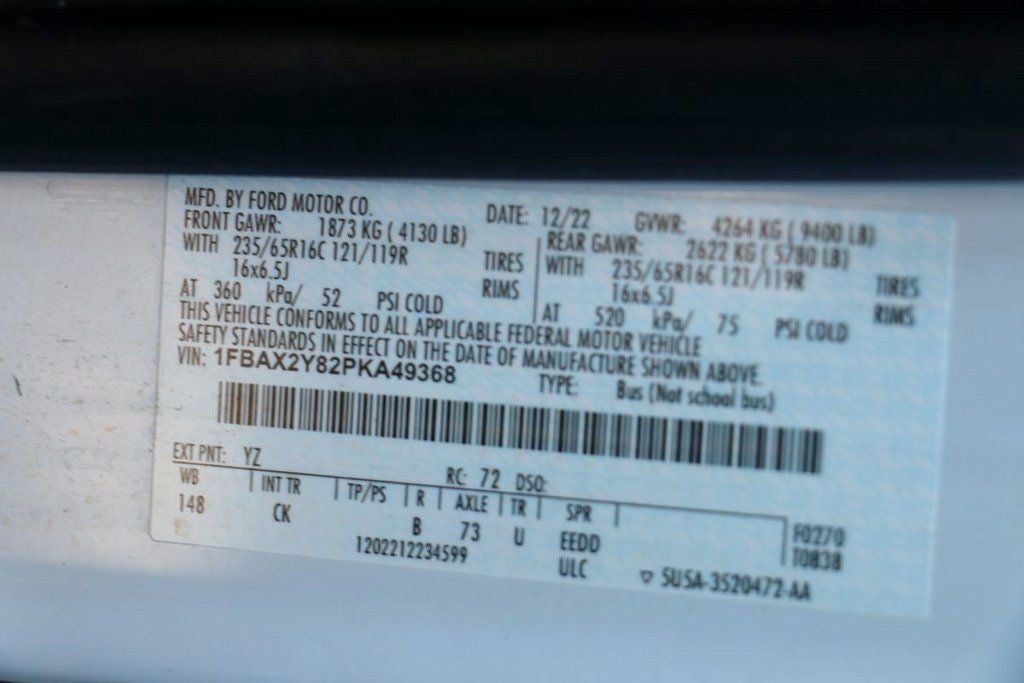 MFD. BY FORD MOTOR CO. DATE: 12/22 GVWR: 4264 KG ( 9400 LB)
FRONT GAWR: 1873 KG ( 4130 LB) REAR GAWR: 2622 KG ( 5780 LB)
WITH 235/65R16C 121/119R TIRES WITH 235/65R16C 121/119R TIRES
16x6.5J RIMS 16x6.5J RIMS
AT 360 kPa/ 52 PSI COLD AT 520 kPa/ 75 PSI COLD
THIS VEHICLE CONFORMS TO ALL APPLICABLE FEDERAL MOTOR VEHICLE
SAFETY STANDARDS IN EFFECT ON THE DATE OF MANUFACTURE SHOWN ABOVE.
VIN: 1FBAX2Y82PKA49368 TYPE: Bus (Not school bus)
EXT PNT: YZ RC: 72 DSO:
WB INT TR TP/PS R AXLE TR SPR
148 CK B 73 U EEDD F0270
1202212234599 ULC T0838
▽ 5U5A-3520472-AA